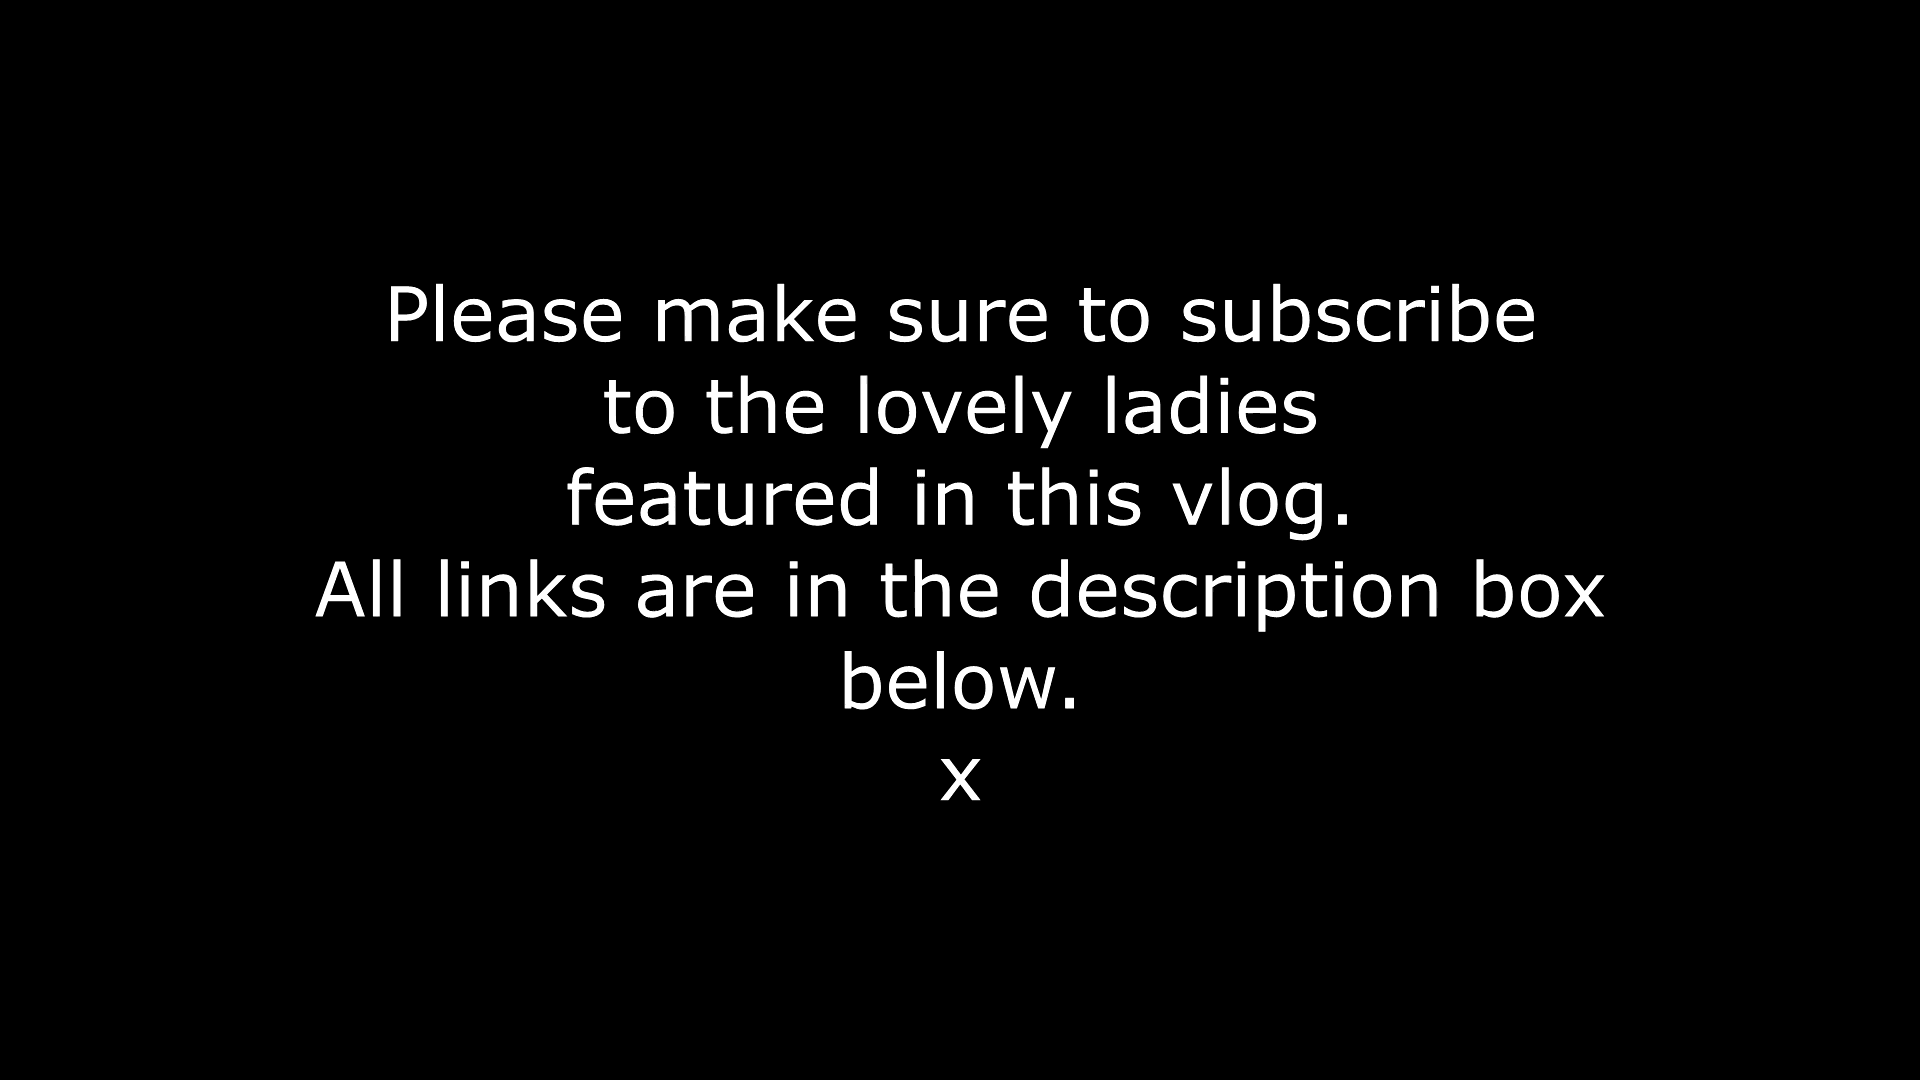 Please make sure to subscribe
to the lovely ladies
featured in this vlog.
All links are in the description box
below.
x